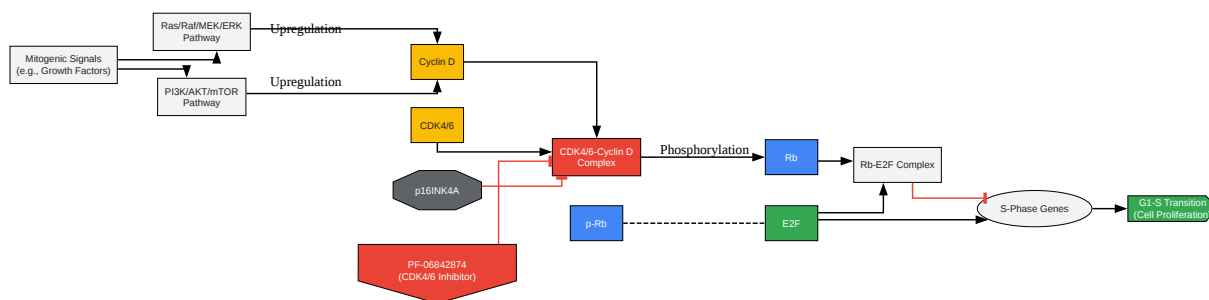 Ras/Raf/MEK/ERK
Pathway
Upregulation
Mitogenic Signals
(e.g., Growth Factors)
Cyclin D
PI3K/AKT/mTOR
Pathway
Upregulation
CDK4/6
CDK4/6-Cyclin D
Complex
Phosphorylation
Rb
Rb-E2F Complex
p16INK4A
p-Rb
E2F
S-Phase Genes
G1-S Transition
(Cell Proliferation
PF-06842874
(CDK4/6 Inhibitor)